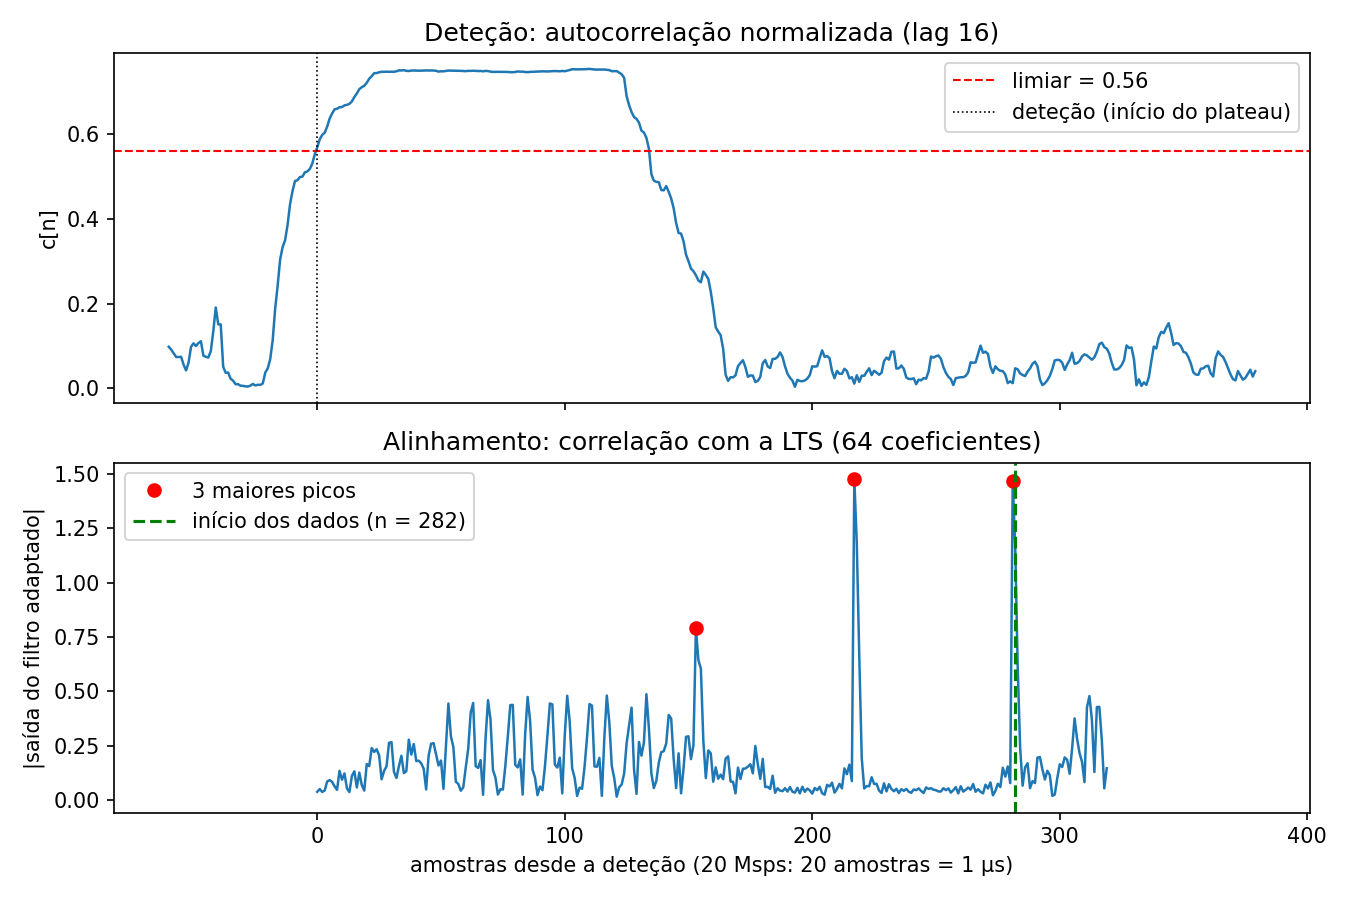 Deteção: autocorrelação normalizada (lag 16)
limiar = 0.56
deteção (início do plateau)
c[n]
0.6
0.4
0.2
0.0
Alinhamento: correlação com a LTS (64 coeficientes)
3 maiores picos
início dos dados (n = 282)
|saída do filtro adaptado|
1.50
1.25
1.00
0.75
0.50
0.25
0.00
0 100 200 300 400
amostras desde a deteção (20 Msps: 20 amostras = 1 µs)